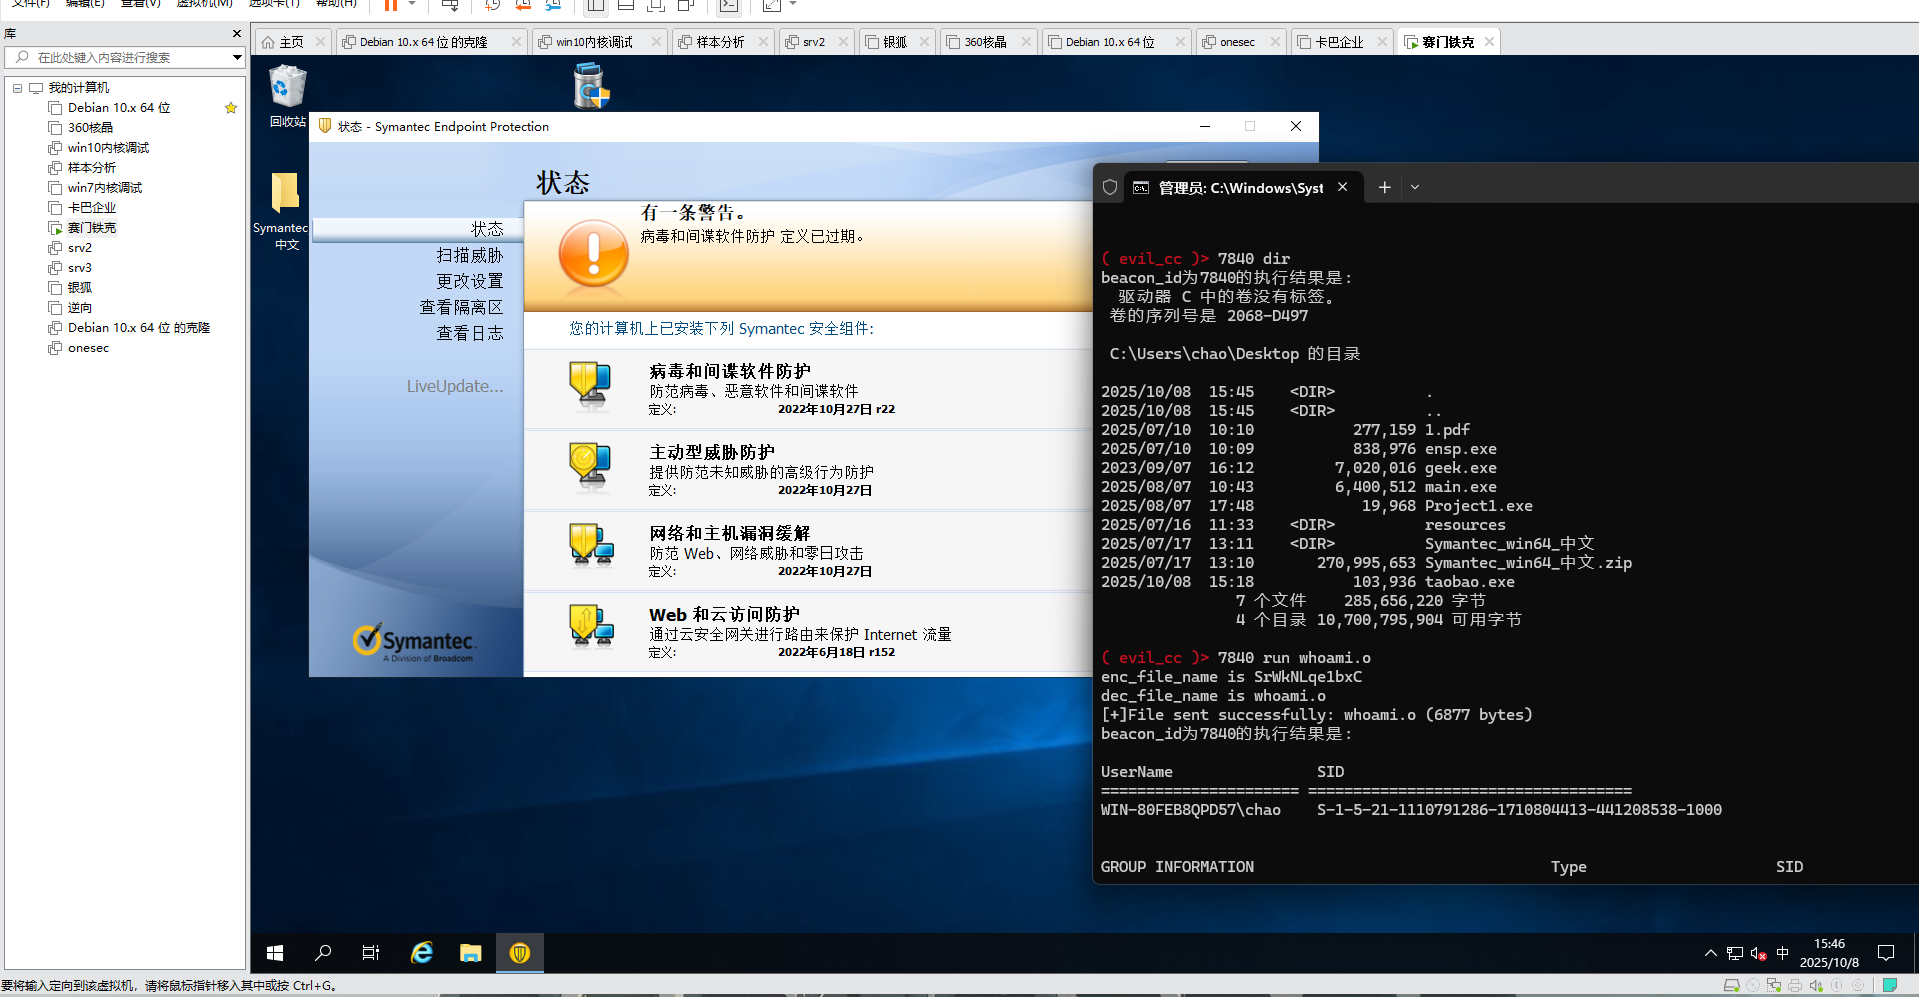 文件(F) 编辑(E) 查看(V) 虚拟机(M) 选项卡(T) 帮助(H)
库
在此处键入内容进行搜索
我的计算机
Debian 10.x 64 位
360核晶
win10内核调试
样本分析
win7内核调试
卡巴企业
赛门铁克
srv2
srv3
银狐
逆向
Debian 10.x 64 位 的克隆
onesec
主页
Debian 10.x 64 位 的克隆
win10内核调试
样本分析
srv2
银狐
360核晶
Debian 10.x 64 位
onesec
卡巴企业
赛门铁克
回收站
Symantec
中文
状态 - Symantec Endpoint Protection
状态
状态
扫描威胁
更改设置
查看隔离区
查看日志
LiveUpdate...
Symantec.
A Division of Broadcom
有一条警告。
病毒和间谍软件防护 定义已过期。
您的计算机上已安装下列 Symantec 安全组件:
病毒和间谍软件防护
防范病毒、恶意软件和间谍软件
定义: 2022年10月27日 r22
主动型威胁防护
提供防范未知威胁的高级行为防护
定义: 2022年10月27日
网络和主机漏洞缓解
防范 Web、网络威胁和零日攻击
定义: 2022年10月27日
Web 和云访问防护
通过云安全网关进行路由来保护 Internet 流量
定义: 2022年6月18日 r152
管理员: C:\Windows\Syst
( evil_cc )> 7840 dir
beacon_id为7840的执行结果是:
驱动器 C 中的卷没有标签。
卷的序列号是 2068-D497
C:\Users\chao\Desktop 的目录
2025/10/08 15:45 <DIR> .
2025/10/08 15:45 <DIR> ..
2025/07/10 10:10 277,159 1.pdf
2025/07/10 10:09 838,976 ensp.exe
2023/09/07 16:12 7,020,016 geek.exe
2025/08/07 10:43 6,400,512 main.exe
2025/08/07 17:48 19,968 Project1.exe
2025/07/16 11:33 <DIR> resources
2025/07/17 13:11 <DIR> Symantec_win64_中文
2025/07/17 13:10 270,995,653 Symantec_win64_中文.zip
2025/10/08 15:18 103,936 taobao.exe
7 个文件 285,656,220 字节
4 个目录 10,700,795,904 可用字节
( evil_cc )> 7840 run whoami.o
enc_file_name is SrWkNLqe1bxC
dec_file_name is whoami.o
[+]File sent successfully: whoami.o (6877 bytes)
beacon_id为7840的执行结果是:
UserName SID
====================== ====================================
WIN-80FEB8QPD57\chao S-1-5-21-1110791286-1710804413-441208538-1000
GROUP INFORMATION Type SID
中
15:46
2025/10/8
要将输入定向到该虚拟机，请将鼠标指针移入其中或按 Ctrl+G。